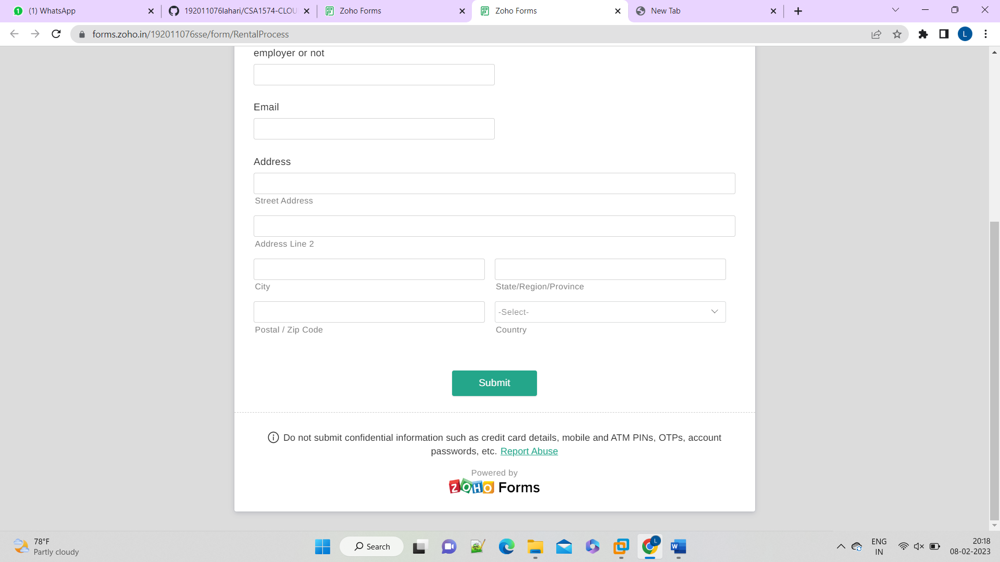 (1) WhatsApp
192011076lahari/CSA1574-CLOU
Zoho Forms
Zoho Forms
New Tab
forms.zoho.in/192011076sse/form/RentalProcess
L
employer or not
Email
Address
Street Address
Address Line 2
City
State/Region/Province
-Select-
Postal / Zip Code
Country
Submit
Do not submit confidential information such as credit card details, mobile and ATM PINs, OTPs, account
passwords, etc. Report Abuse
Powered by
ZOHO Forms
78°F
Partly cloudy
Search
L
W
ENG
IN
20:18
08-02-2023